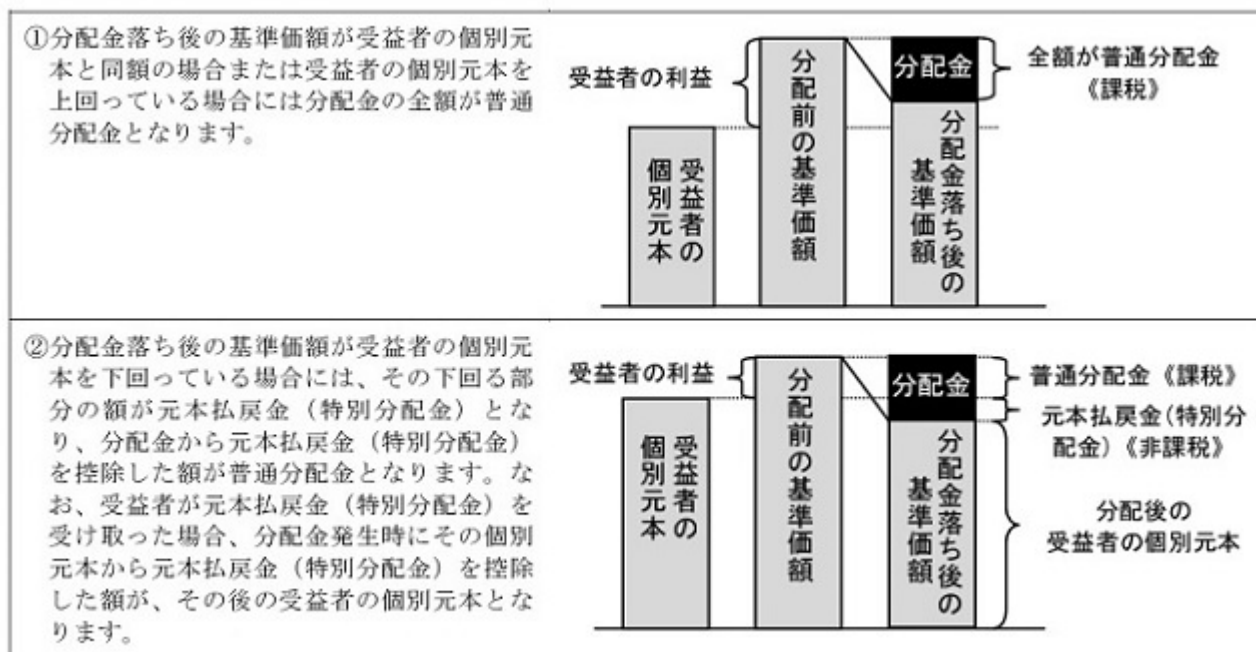 ①分配金落ち後の基準価額が受益者の個別元
本と同額の場合または受益者の個別元本を
上回っている場合には分配金の全額が普通
分配金となります。
受益者の利益
受益者の
個別元本
分配前の基準価額
分配金
分配金落ち後の
基準価額
全額が普通分配金
《課税》
②分配金落ち後の基準価額が受益者の個別元
本を下回っている場合には、その下回る部
分の額が元本払戻金（特別分配金）とな
り、分配金から元本払戻金（特別分配金）
を控除した額が普通分配金となります。な
お、受益者が元本払戻金（特別分配金）を
受け取った場合、分配金発生時にその個別
元本から元本払戻金（特別分配金）を控除
した額が、その後の受益者の個別元本とな
ります。
受益者の利益
受益者の
個別元本
分配前の基準価額
分配金
分配金落ち後の
基準価額
普通分配金《課税》
元本払戻金(特別分
配金)《非課税》
分配後の
受益者の個別元本